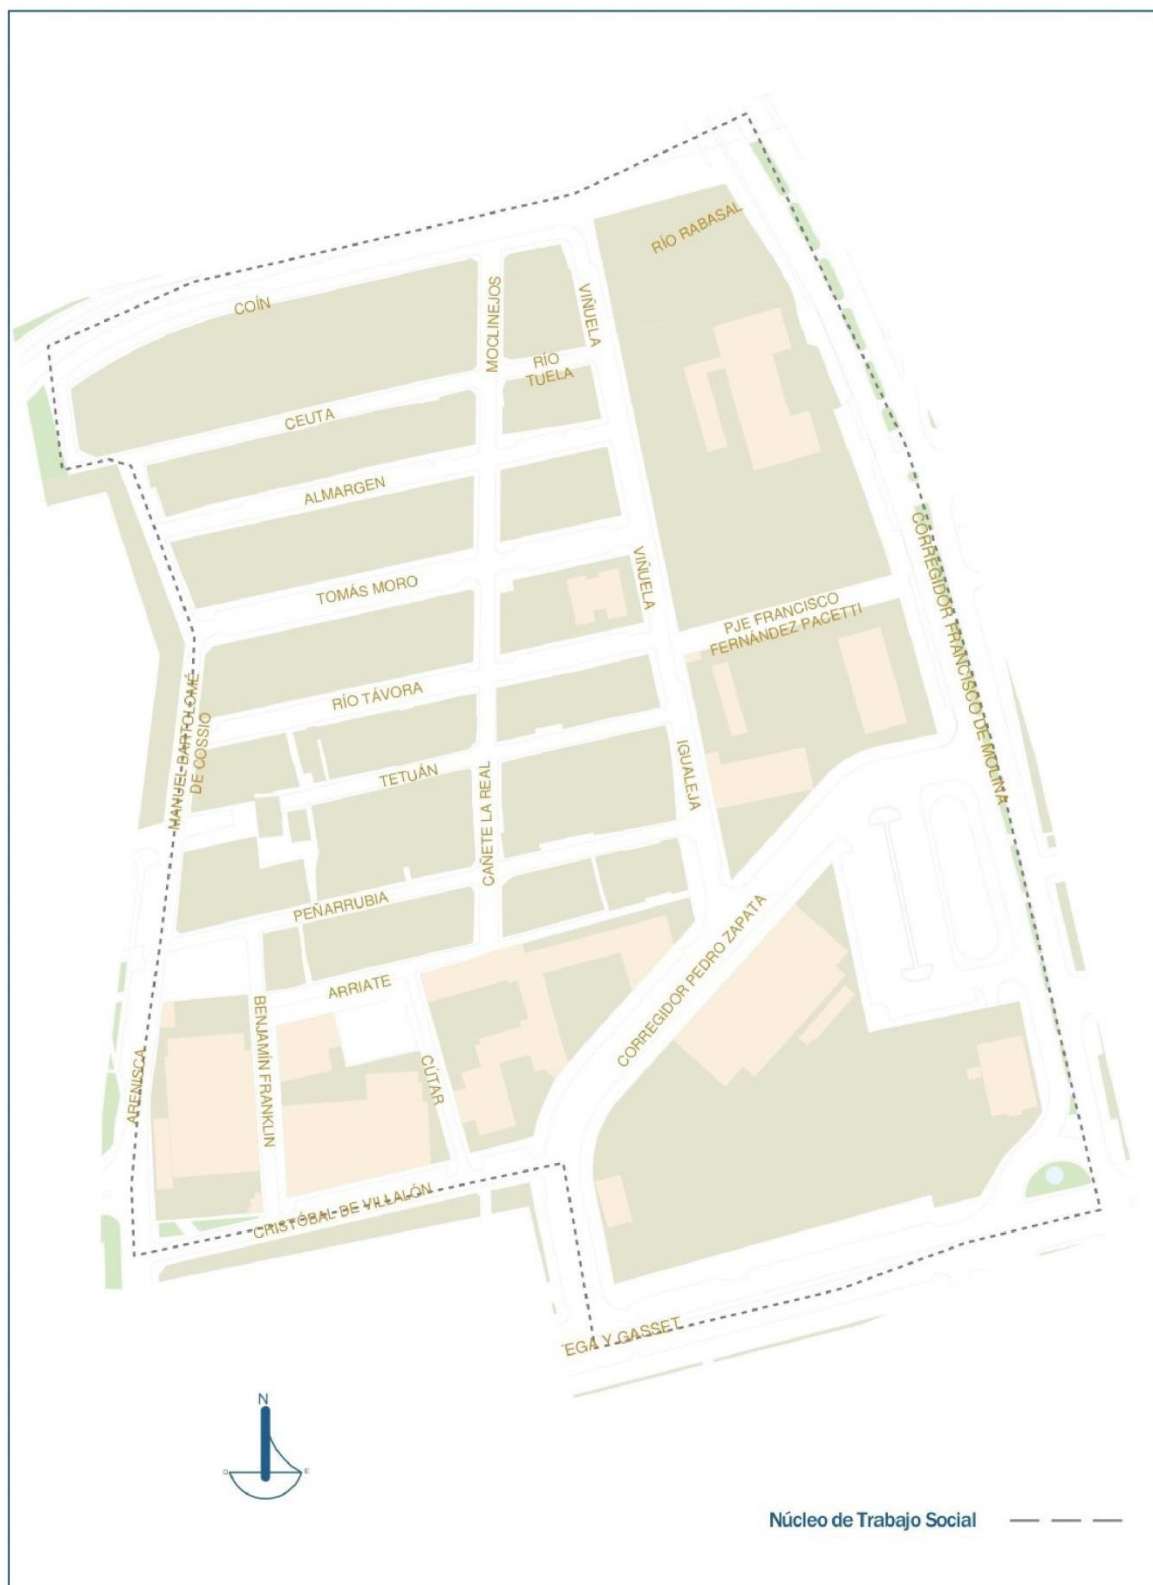 RÍO RABASAL
COÍN
MOCLINEJOS
VIÑUELA
RÍO
TUELA
CEUTA
ALMARGEN
TOMÁS MORO
VIÑUELA
PJE FRANCISCO
FERNÁNDEZ PACETTI
CORREGIDOR FRANCISCO DE MOLINA
RÍO TÁVORA
MANUEL BARTOLOMÉ
DE COSSIO
TETUÁN
IGUALEJA
CAÑETE LA REAL
PEÑARRUBIA
CORREGIDOR PEDRO ZAPATA
ARRIATE
BENJAMÍN FRANKLIN
CÚTAR
ARENISCA
CRISTÓBAL DE VILLALÓN
TEGA Y GASSET
N
O
E
Núcleo de Trabajo Social